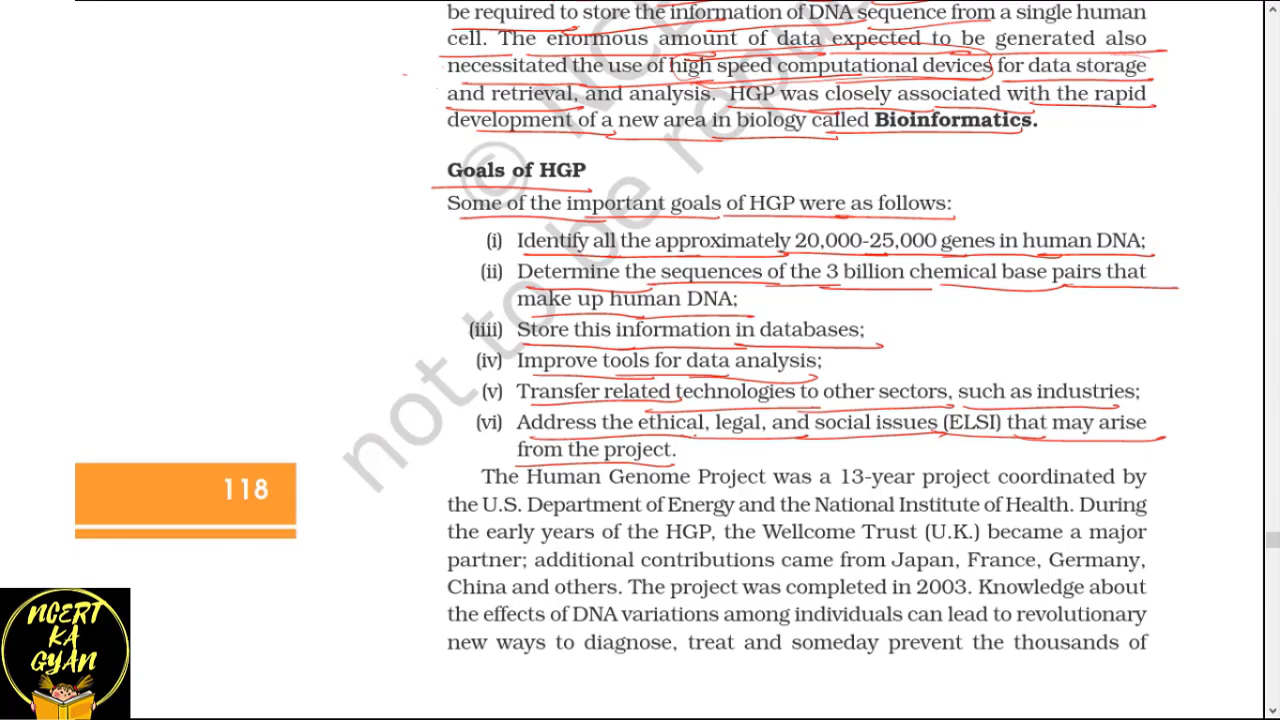 be required to store the information of DNA sequence from a single human
cell. The enormous amount of data expected to be generated also
necessitated the use of high speed computational devices for data storage
and retrieval, and analysis. HGP was closely associated with the rapid
development of a new area in biology called Bioinformatics.
Goals of HGP
Some of the important goals of HGP were as follows:
(i) Identify all the approximately 20,000-25,000 genes in human DNA;
(ii) Determine the sequences of the 3 billion chemical base pairs that
make up human DNA;
(iiii) Store this information in databases;
(iv) Improve tools for data analysis;
(v) Transfer related technologies to other sectors, such as industries;
(vi) Address the ethical, legal, and social issues (ELSI) that may arise
from the project.
The Human Genome Project was a 13-year project coordinated by
the U.S. Department of Energy and the National Institute of Health. During
the early years of the HGP, the Wellcome Trust (U.K.) became a major
partner; additional contributions came from Japan, France, Germany,
China and others. The project was completed in 2003. Knowledge about
the effects of DNA variations among individuals can lead to revolutionary
new ways to diagnose, treat and someday prevent the thousands of
118
© NC
not to be repu
NCERT
KA
GYAN